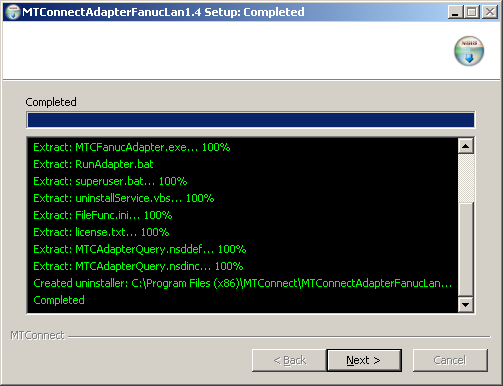 MTConnectAdapterFanucLan1.4 Setup: Completed
Completed
Extract: MTCFanucAdapter.exe... 100%
Extract: RunAdapter.bat
Extract: superuser.bat... 100%
Extract: uninstallService.vbs... 100%
Extract: FileFunc.ini... 100%
Extract: license.txt... 100%
Extract: MTCAdapterQuery.nsddef... 100%
Extract: MTCAdapterQuery.nsdinc... 100%
Created uninstaller: C:\Program Files (x86)\MTConnect\MTConnectAdapterFanucLan...
Completed
MTConnect
< Back
Next >
Cancel